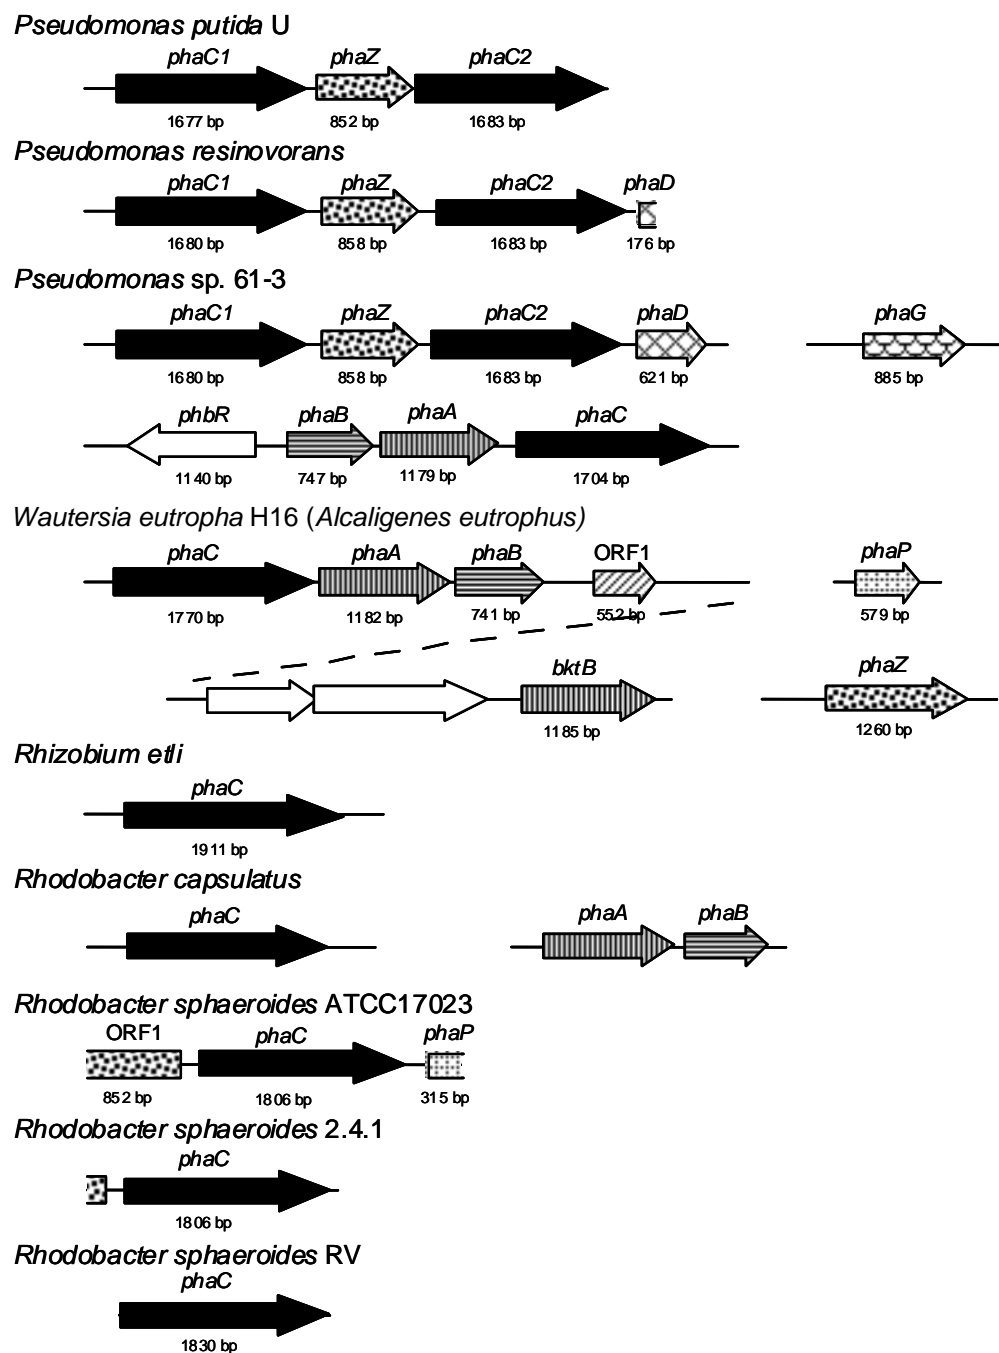 Pseudomonas putida U
phaC1 phaZ phaC2
1677 bp 852 bp 1683 bp
Pseudomonas resinovorans
phaC1 phaZ phaC2 phaD
1680 bp 858 bp 1683 bp 176 bp
Pseudomonas sp. 61-3
phaC1 phaZ phaC2 phaD phaG
1680 bp 858 bp 1683 bp 621 bp 885 bp
phbR phaB phaA phaC
1140 bp 747 bp 1179 bp 1704 bp
Wautersia eutropha H16 (Alcaligenes eutrophus)
phaC phaA phaB ORF1 phaP
1770 bp 1182 bp 741 bp 552 bp 579 bp
bktB phaZ
1185 bp 1260 bp
Rhizobium etli
phaC
1911 bp
Rhodobacter capsulatus
phaC phaA phaB
Rhodobacter sphaeroides ATCC17023
ORF1 phaC phaP
852 bp 1806 bp 315 bp
Rhodobacter sphaeroides 2.4.1
phaC
1806 bp
Rhodobacter sphaeroides RV
phaC
1830 bp